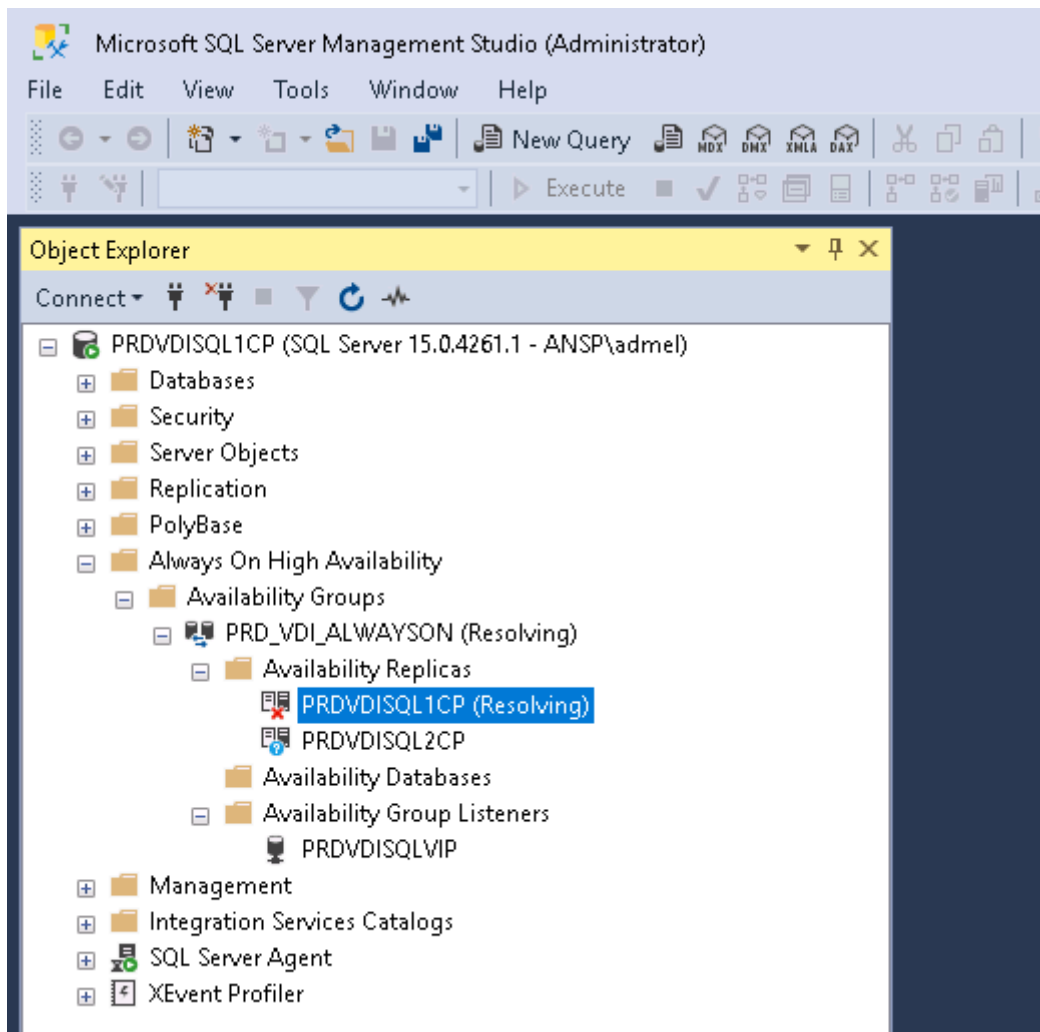 Microsoft SQL Server Management Studio (Administrator)
File Edit View Tools Window Help
New Query MDX DMX XMLA DAX
Execute
Object Explorer
Connect
PRDVDISQL1CP (SQL Server 15.0.4261.1 - ANSP\admel)
Databases
Security
Server Objects
Replication
PolyBase
Always On High Availability
Availability Groups
PRD_VDI_ALWAYSON (Resolving)
Availability Replicas
PRDVDISQL1CP (Resolving)
PRDVDISQL2CP
Availability Databases
Availability Group Listeners
PRDVDISQLVIP
Management
Integration Services Catalogs
SQL Server Agent
XEvent Profiler